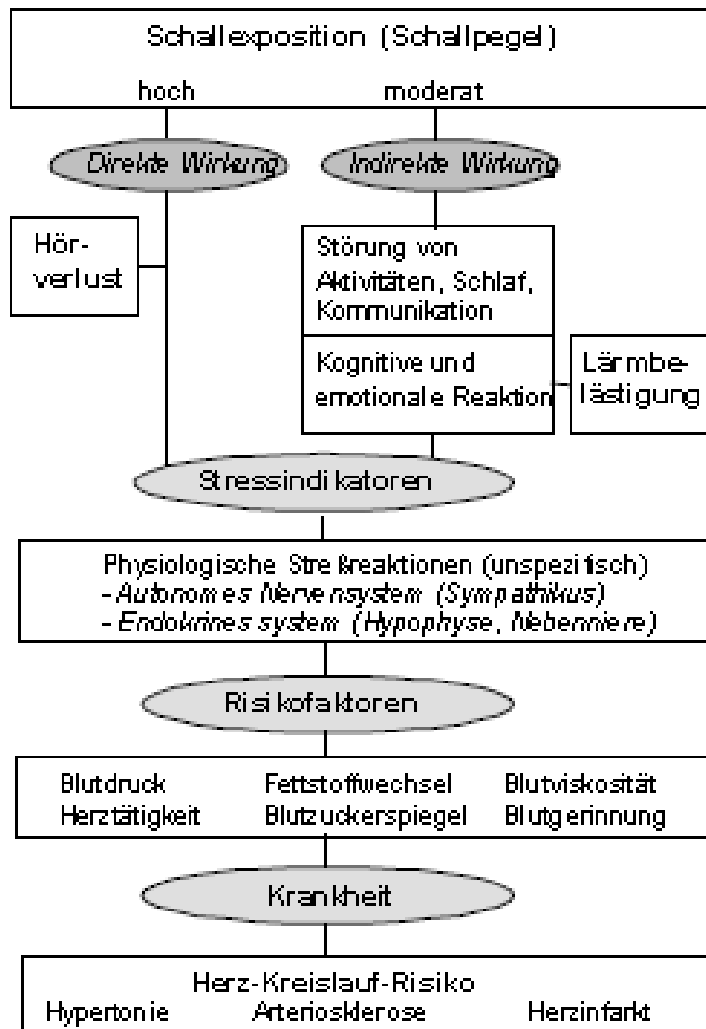 Schallexposition (Schallpegel)
hoch moderat
Direkte Wirkung Indirekte Wirkung
Hör-
verlust
Störung von
Aktivitäten, Schlaf,
Kommunikation
Kognitive und
emotionale Reaktion
Lärmbe-
lästigung
Stressindikatoren
Physiologische Streßreaktionen (unspezifisch)
- Autonomes Nervensystem (Sympathikus)
- Endokrines system (Hypophyse, Nebenniere)
Risikofaktoren
Blutdruck Fettstoffwechsel Blutviskosität
Herztätigkeit Blutzuckerspiegel Blutgerinnung
Krankheit
Herz-Kreislauf-Risiko
Hypertonie Arteriosklerose Herzinfarkt